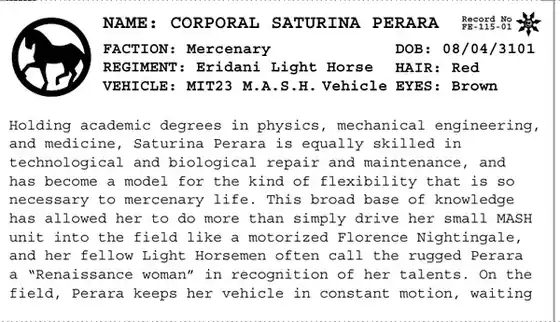 NAME: CORPORAL SATURINA PERARA
Record No
FE-115-01
FACTION: Mercenary
DOB: 08/04/3101
REGIMENT: Eridani Light Horse
HAIR: Red
VEHICLE: MIT23 M.A.S.H. Vehicle
EYES: Brown
Holding academic degrees in physics, mechanical engineering,
and medicine, Saturina Perara is equally skilled in
technological and biological repair and maintenance, and
has become a model for the kind of flexibility that is so
necessary to mercenary life. This broad base of knowledge
has allowed her to do more than simply drive her small MASH
unit into the field like a motorized Florence Nightingale,
and her fellow Light Horsemen often call the rugged Perara
a “Renaissance woman” in recognition of her talents. On the
field, Perara keeps her vehicle in constant motion, waiting